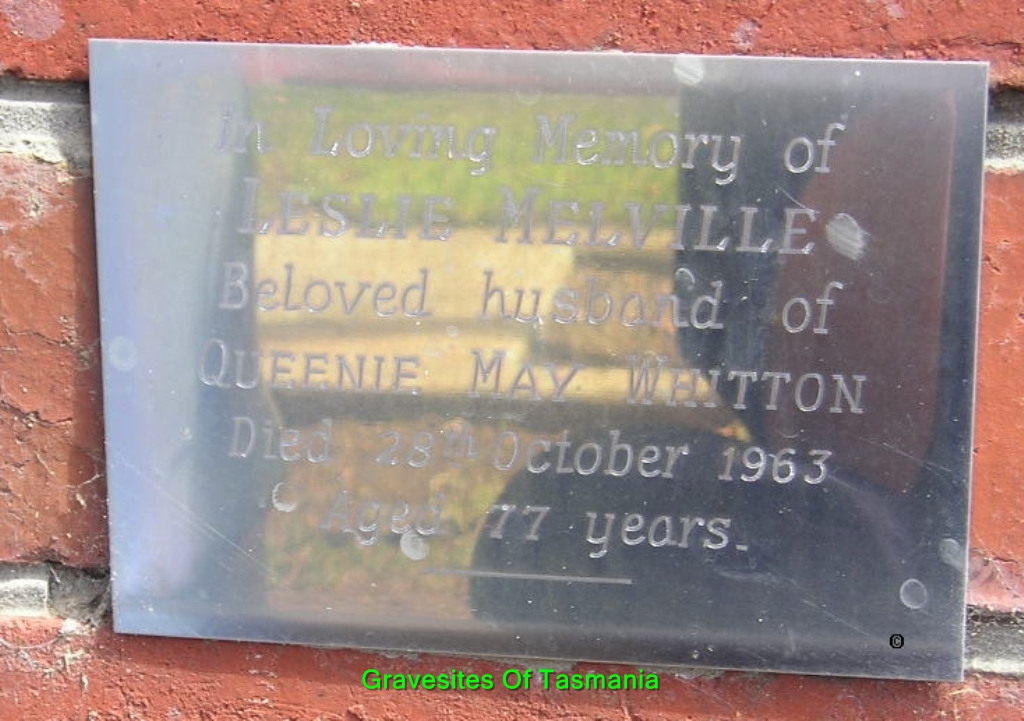 In Loving Memory of
LESLIE MELVILLE
Beloved husband of
QUEENIE MAY WHITTON
Died 28th October 1963
Aged 77 years.
©
Gravesites Of Tasmania